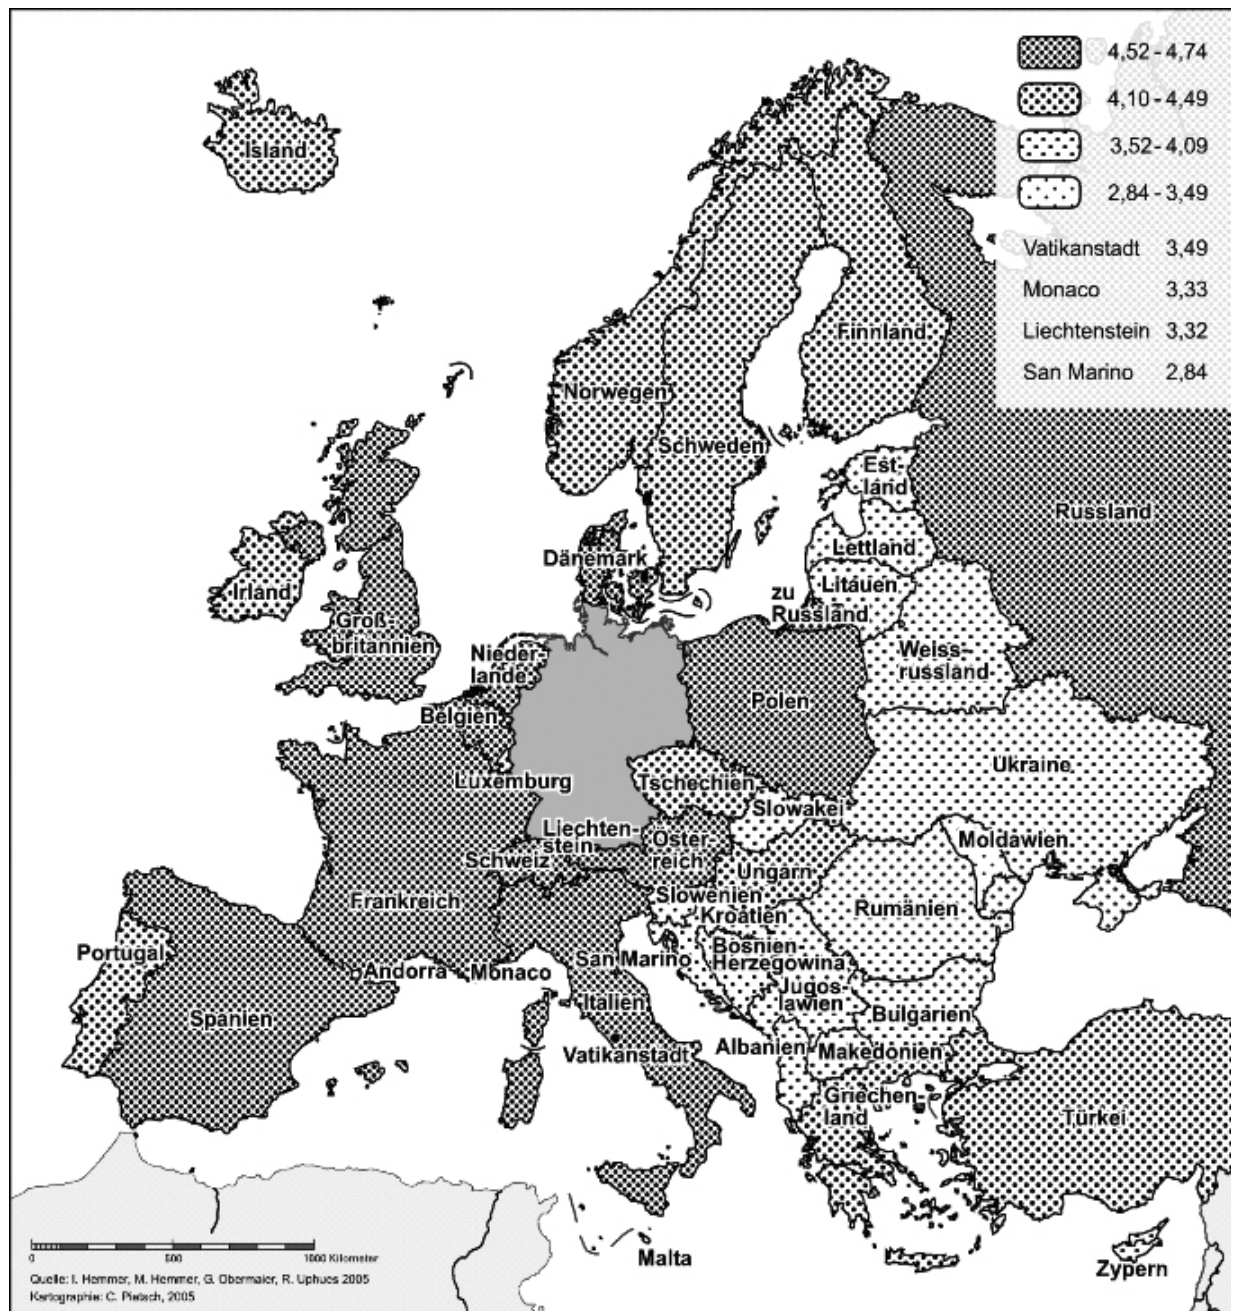 4,52 - 4,74
4,10 - 4,49
3,52 - 4,09
2,84 - 3,49
Vatikanstadt 3,49
Monaco 3,33
Liechtenstein 3,32
San Marino 2,84
Island
Finnland
Norwegen
Schweden
Est-
land
Russland
Lettland
Dänemark
Litauen
Irland
zu
Russland
Groß-
britannien
Nieder-
lande
Weiss-
russland
Polen
Belgien
Ukraine
Luxemburg
Tschechien
Slowakei
Liechten-
stein
Öster-
reich
Moldawien
Schweiz
Ungarn
Slowenien
Frankreich
Kroatien
Rumänien
Portugal
Bosnien-
Herzegowina
San Marino
Andorra
Monaco
Jugos-
lawien
Italien
Bulgarien
Spanien
Albanien
Makedonien
Vatikanstadt
Griechen-
land
Türkei
Malta
Zypern
0 500 1000 Kilometer
Quelle: I. Hemmer, M. Hemmer, G. Obermaier, R. Uphues 2005
Kartographie: C. Pietsch, 2005